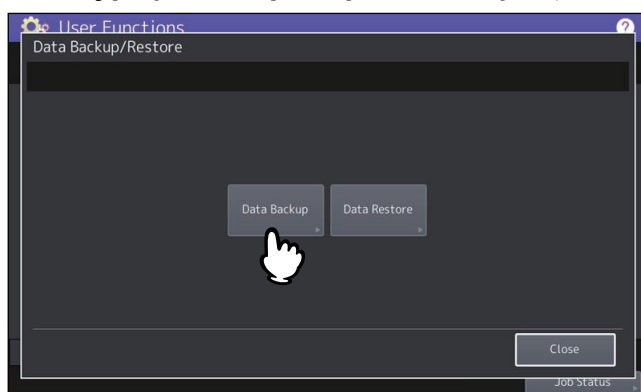 User Functions
?
Data Backup/Restore
Data Backup
Data Restore
Close
Job Status